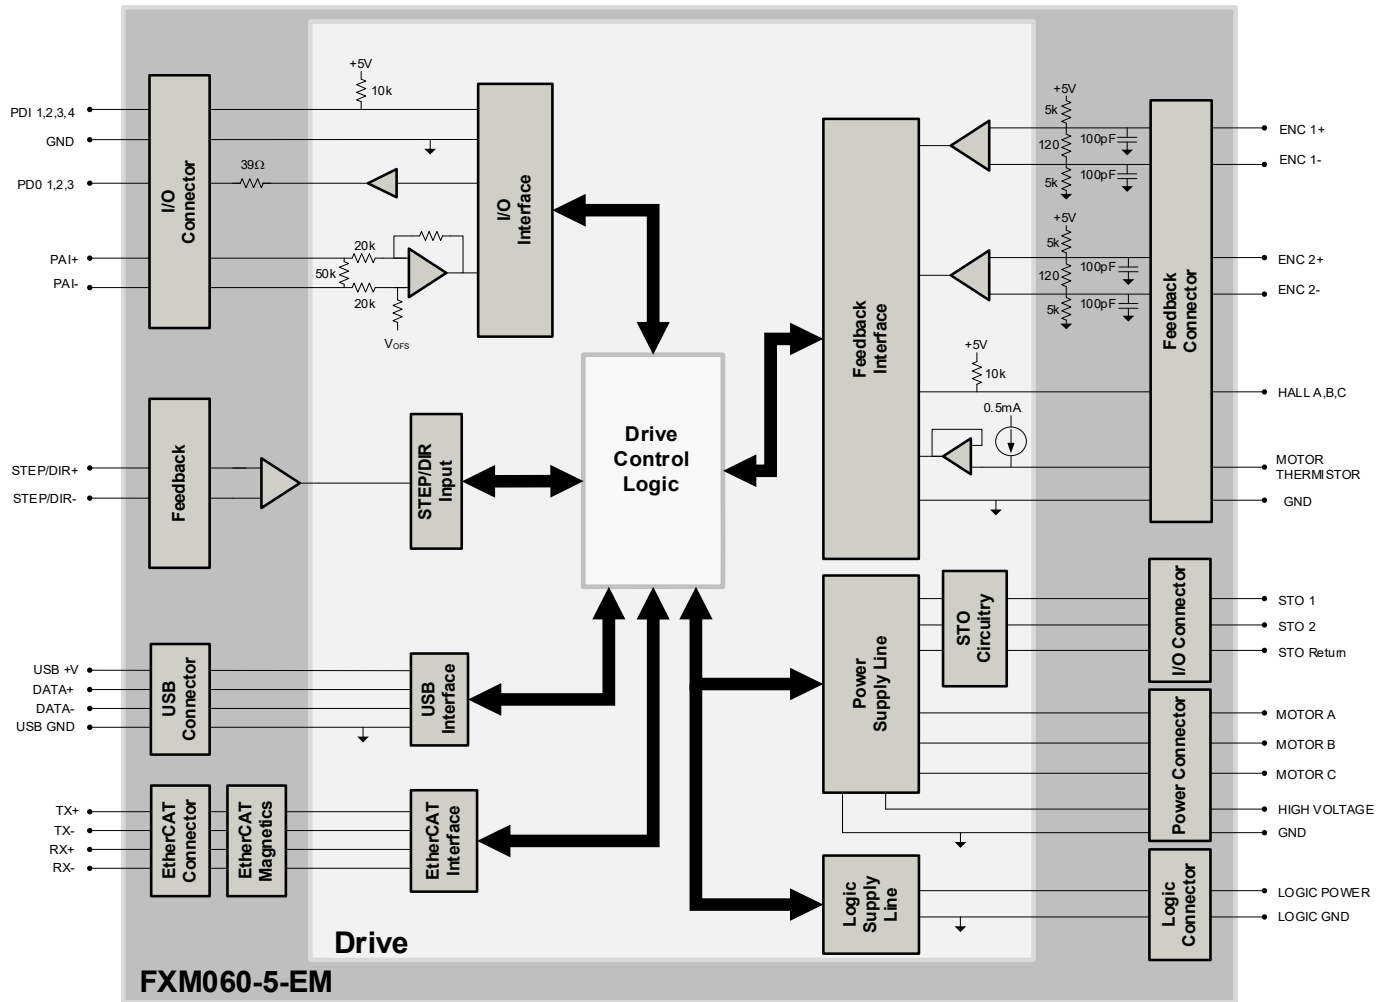 +5V
10k
PDI 1,2,3,4
GND
39Ω
PD0 1,2,3
I/O
Connector
I/O
Interface
PAI+
PAI-
20k
50k
20k
VOFS
+5V
5k
120
5k
100pF
100pF
ENC 1+
ENC 1-
+5V
5k
120
5k
100pF
100pF
ENC 2+
ENC 2-
Feedback
Interface
Feedback
Connector
+5V
10k
HALL A,B,C
0.5mA
MOTOR
THERMISTOR
GND
Drive
Control
Logic
STEP/DIR+
STEP/DIR-
Feedback
STEP/DIR
Input
USB +V
DATA+
DATA-
USB GND
USB
Connector
USB
Interface
TX+
TX-
RX+
RX-
EtherCAT
Connector
EtherCAT
Magnetics
EtherCAT
Interface
Power
Supply Line
STO
Circuitry
I/O Connector
STO 1
STO 2
STO Return
Power Connector
MOTOR A
MOTOR B
MOTOR C
HIGH VOLTAGE
GND
Logic
Supply
Line
Logic
Connector
LOGIC POWER
LOGIC GND
Drive
FXM060-5-EM